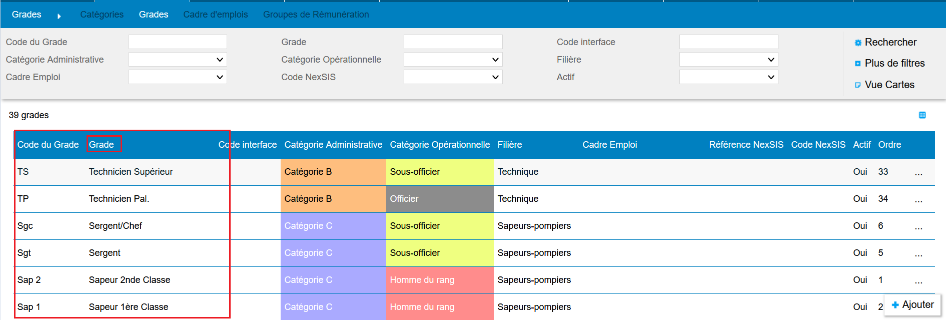 Grades Catégories Grades Cadre d'emplois Groupes de Rémunération
Code du Grade Grade Code interface Rechercher
Catégorie Administrative Catégorie Opérationnelle Filière Plus de filtres
Cadre Emploi Code NexSIS Actif Vue Cartes
39 grades
Code du Grade Grade Code interface Catégorie Administrative Catégorie Opérationnelle Filière Cadre Emploi Référence NexSIS Code NexSIS Actif Ordre
TS Technicien Supérieur Catégorie B Sous-officier Technique Oui 33 ...
TP Technicien Pal. Catégorie B Officier Technique Oui 34 ...
Sgc Sergent/Chef Catégorie C Sous-officier Sapeurs-pompiers Oui 6 ...
Sgt Sergent Catégorie C Sous-officier Sapeurs-pompiers Oui 5 ...
Sap 2 Sapeur 2nde Classe Catégorie C Homme du rang Sapeurs-pompiers Oui 1 ...
Sap 1 Sapeur 1ère Classe Catégorie C Homme du rang Sapeurs-pompiers Oui 2 Ajouter